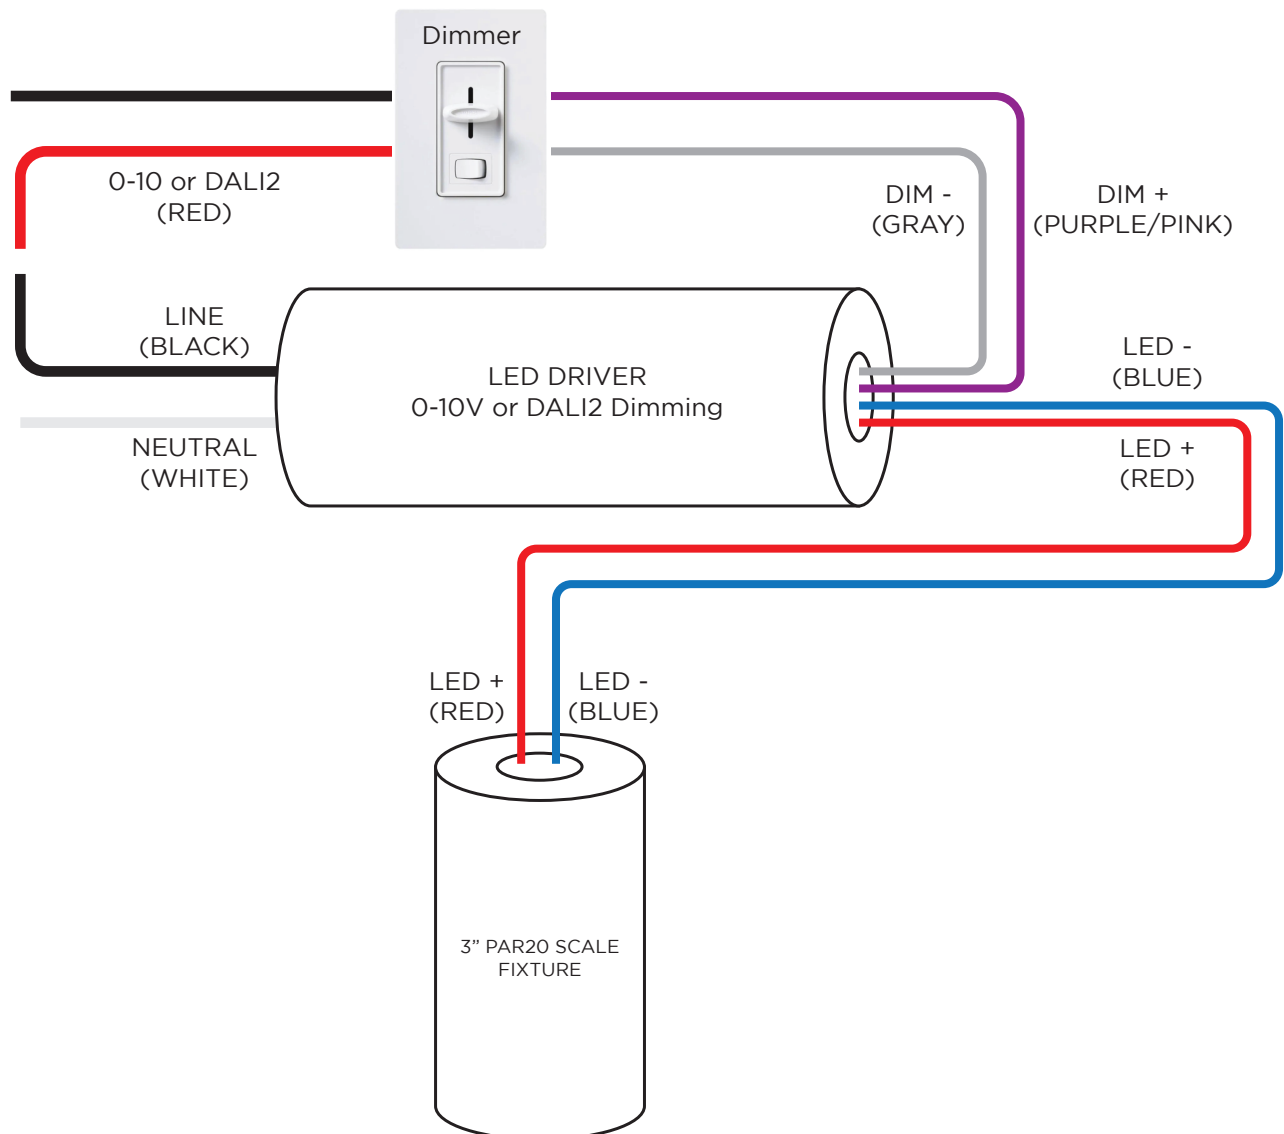 Dimmer
0-10 or DALI2
(RED)
DIM -
(GRAY)
DIM +
(PURPLE/PINK)
LINE
(BLACK)
LED DRIVER
0-10V or DALI2 Dimming
LED -
(BLUE)
NEUTRAL
(WHITE)
LED +
(RED)
LED +
(RED)
LED -
(BLUE)
3” PAR20 SCALE
FIXTURE